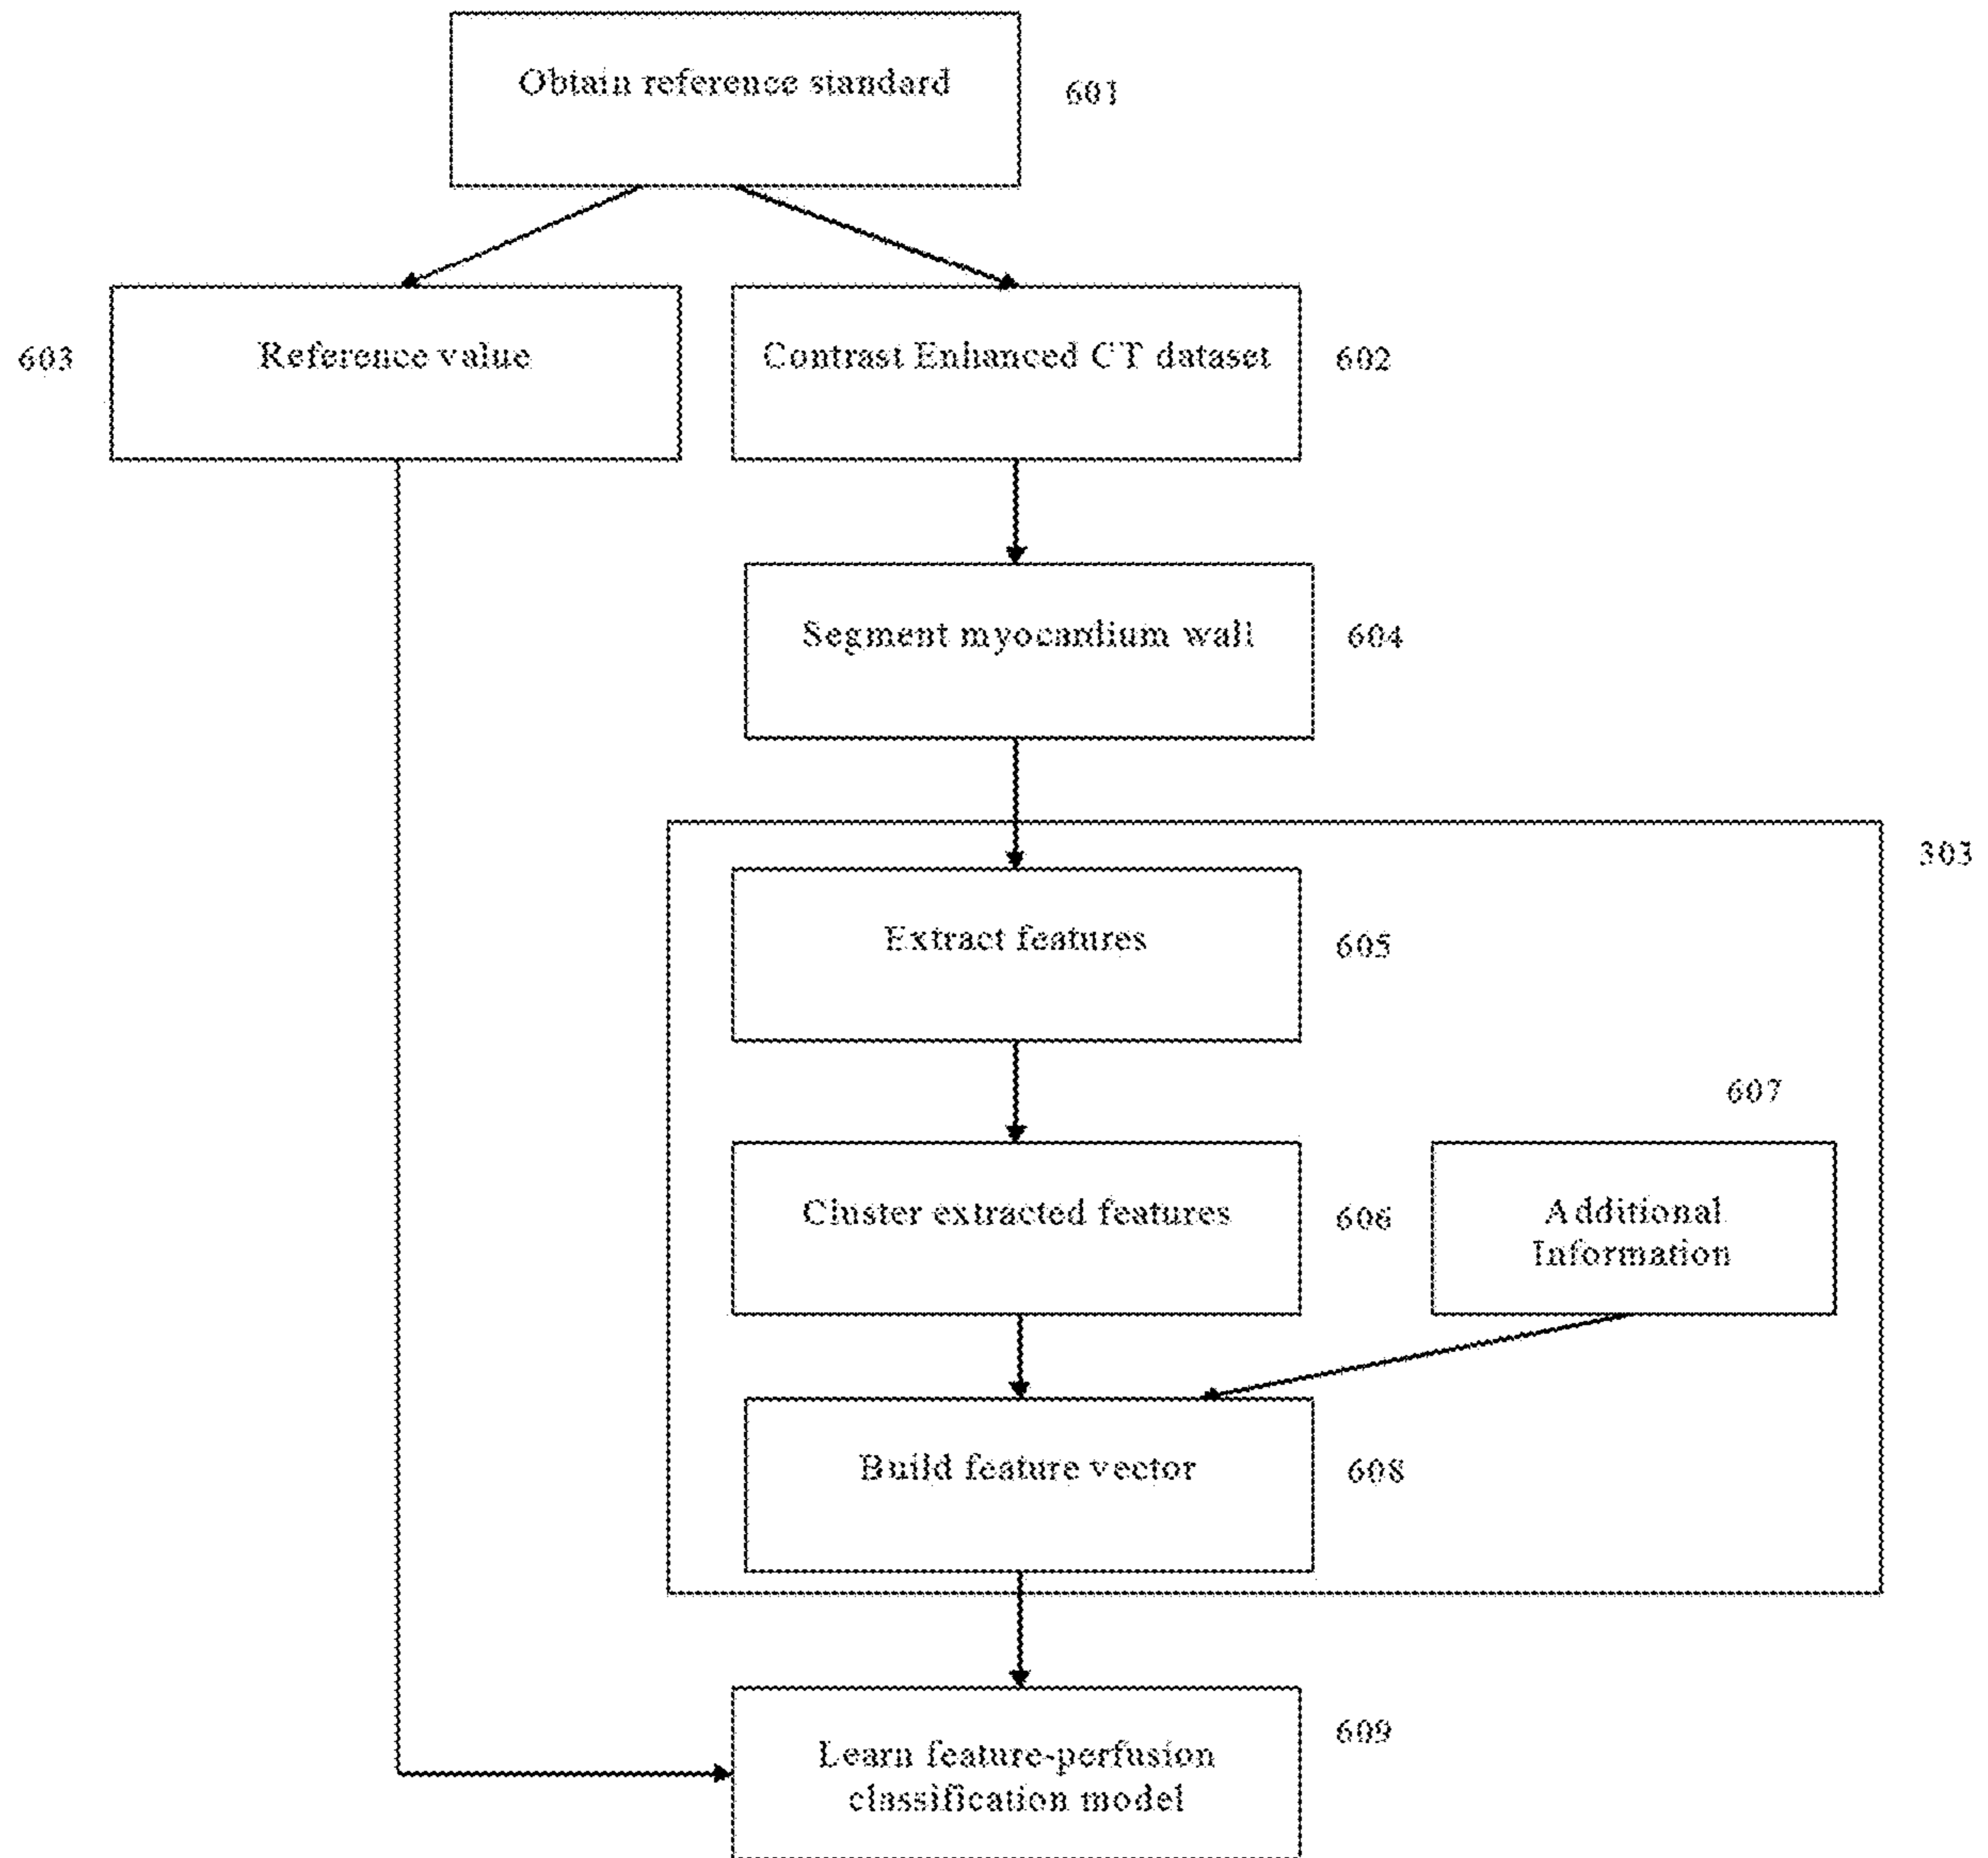 Obtain reference standard
601
603
Reference value
Contrast Enhanced CT dataset
602
Segment myocardium wall
604
303
Extract features
605
607
Cluster extracted features
606
Additional
Information
Build feature vector
608
609
Learn feature-perfusion
classification model